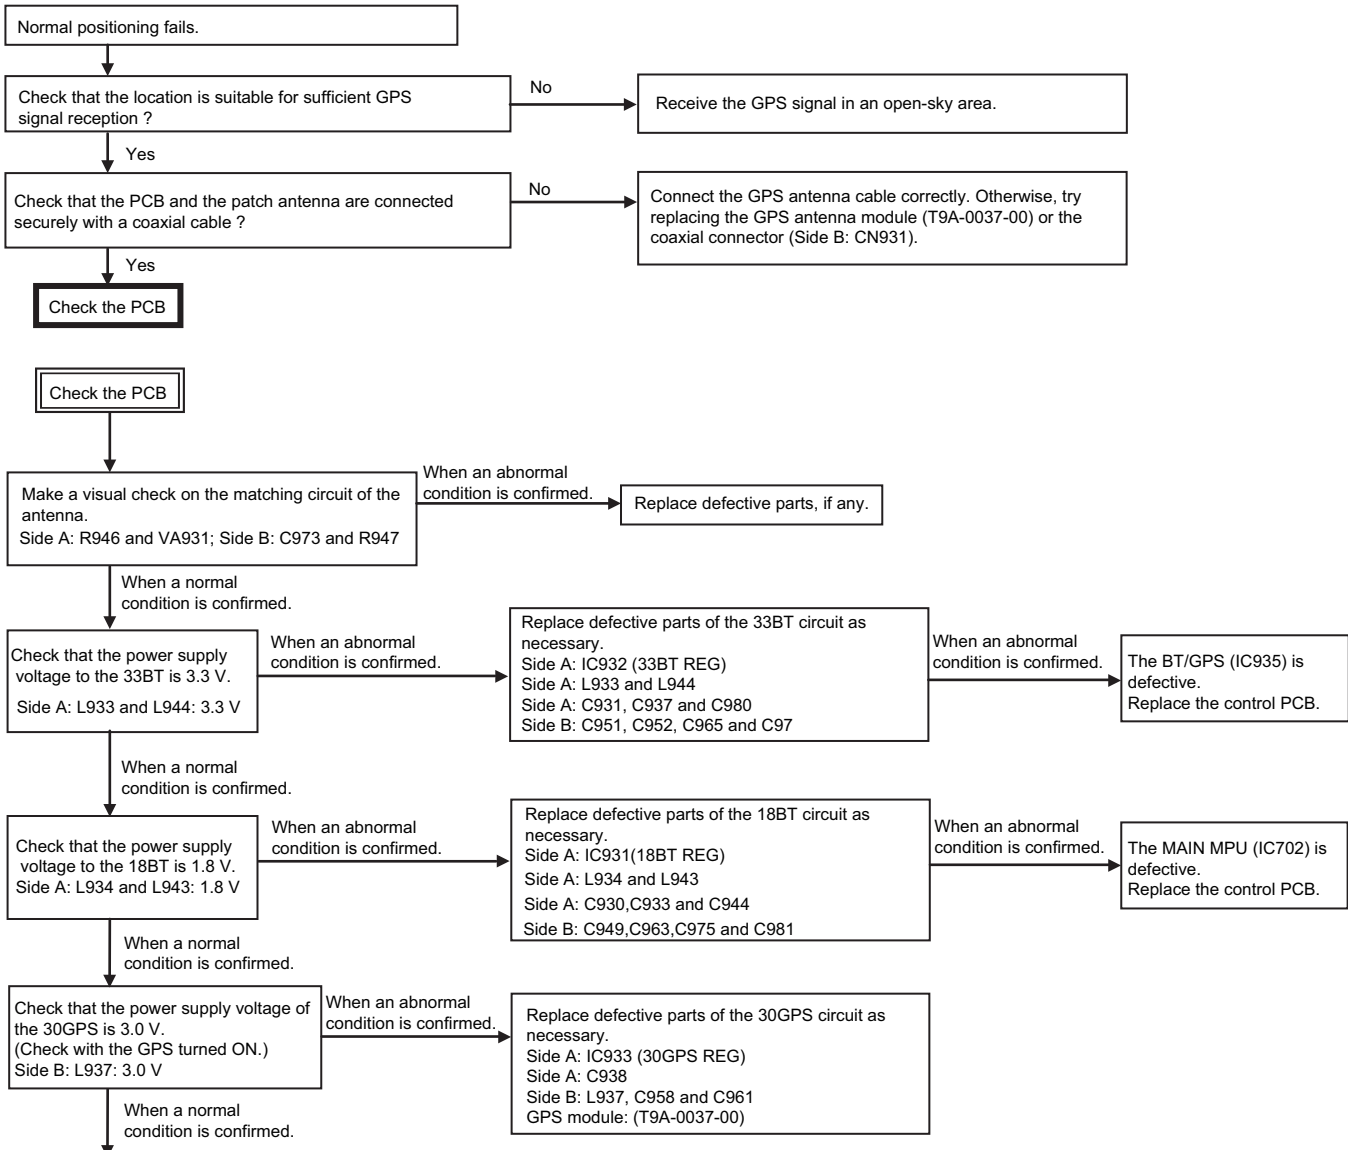 Normal positioning fails.
Check that the location is suitable for sufficient GPS
signal reception ?
No
Receive the GPS signal in an open-sky area.
Yes
Check that the PCB and the patch antenna are connected
securely with a coaxial cable ?
No
Connect the GPS antenna cable correctly. Otherwise, try
replacing the GPS antenna module (T9A-0037-00) or the
coaxial connector (Side B: CN931).
Yes
Check the PCB
Check the PCB
Make a visual check on the matching circuit of the
antenna.
Side A: R946 and VA931; Side B: C973 and R947
When an abnormal
condition is confirmed.
Replace defective parts, if any.
When a normal
condition is confirmed.
Check that the power supply
voltage to the 33BT is 3.3 V.
Side A: L933 and L944: 3.3 V
When an abnormal
condition is confirmed.
Replace defective parts of the 33BT circuit as
necessary.
Side A: IC932 (33BT REG)
Side A: L933 and L944
Side A: C931, C937 and C980
Side B: C951, C952, C965 and C97
When an abnormal
condition is confirmed.
The BT/GPS (IC935) is
defective.
Replace the control PCB.
When a normal
condition is confirmed.
Check that the power supply
voltage to the 18BT is 1.8 V.
Side A: L934 and L943: 1.8 V
When an abnormal
condition is confirmed.
Replace defective parts of the 18BT circuit as
necessary.
Side A: IC931(18BT REG)
Side A: L934 and L943
Side A: C930,C933 and C944
Side B: C949,C963,C975 and C981
When an abnormal
condition is confirmed.
The MAIN MPU (IC702) is
defective.
Replace the control PCB.
When a normal
condition is confirmed.
Check that the power supply voltage of
the 30GPS is 3.0 V.
(Check with the GPS turned ON.)
Side B: L937: 3.0 V
When an abnormal
condition is confirmed.
Replace defective parts of the 30GPS circuit as
necessary.
Side A: IC933 (30GPS REG)
Side A: C938
Side B: L937, C958 and C961
GPS module: (T9A-0037-00)
When a normal
condition is confirmed.